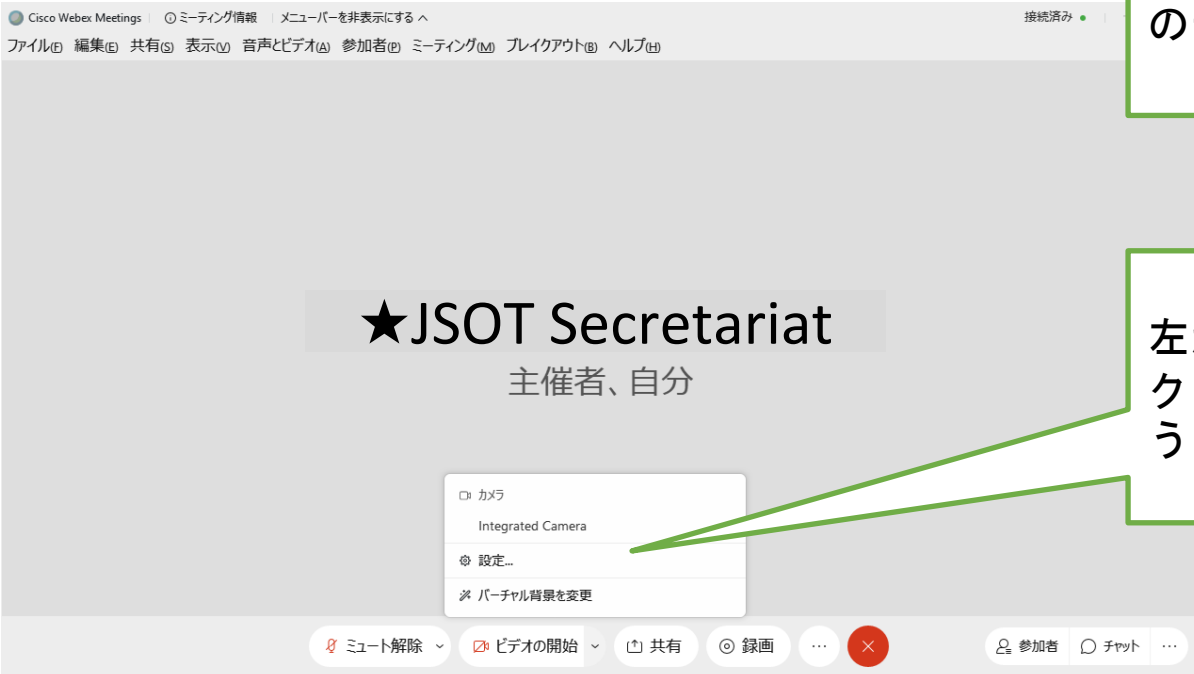 Cisco Webex Meetings ミーティング情報 メニューバーを非表示にする 接続済み
ファイル(F) 編集(E) 共有(S) 表示(V) 音声とビデオ(A) 参加者(P) ミーティング(M) ブレイクアウト(B) ヘルプ(H)
の
★JSOT Secretariat
主催者、自分
左
ク
う
カメラ
Integrated Camera
設定...
バーチャル背景を変更
ミュート解除 ビデオの開始 共有 録画 ... 参加者 チャット ...